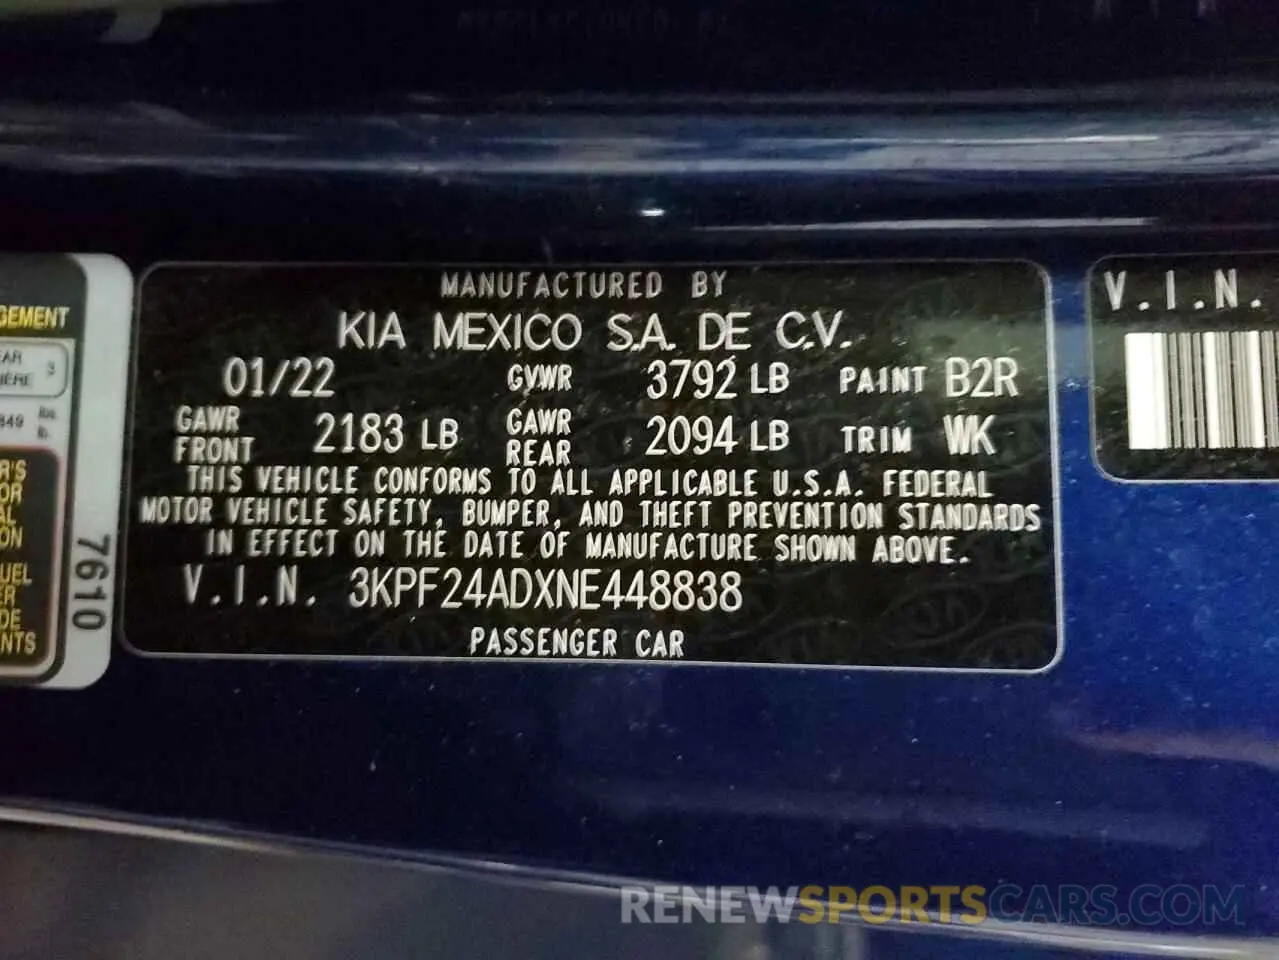 MANUFACTURED BY
KIA MEXICO S.A. DE C.V.
01/22 GVWR 3792 LB PAINT B2R
GAWR FRONT 2183 LB GAWR REAR 2094 LB TRIM WK
THIS VEHICLE CONFORMS TO ALL APPLICABLE U.S.A. FEDERAL
MOTOR VEHICLE SAFETY, BUMPER, AND THEFT PREVENTION STANDARDS
IN EFFECT ON THE DATE OF MANUFACTURE SHOWN ABOVE.
V.I.N. 3KPF24ADXNE448838
PASSENGER CAR
V.I.N.
7610
RENEWSPORTSCARS.COM